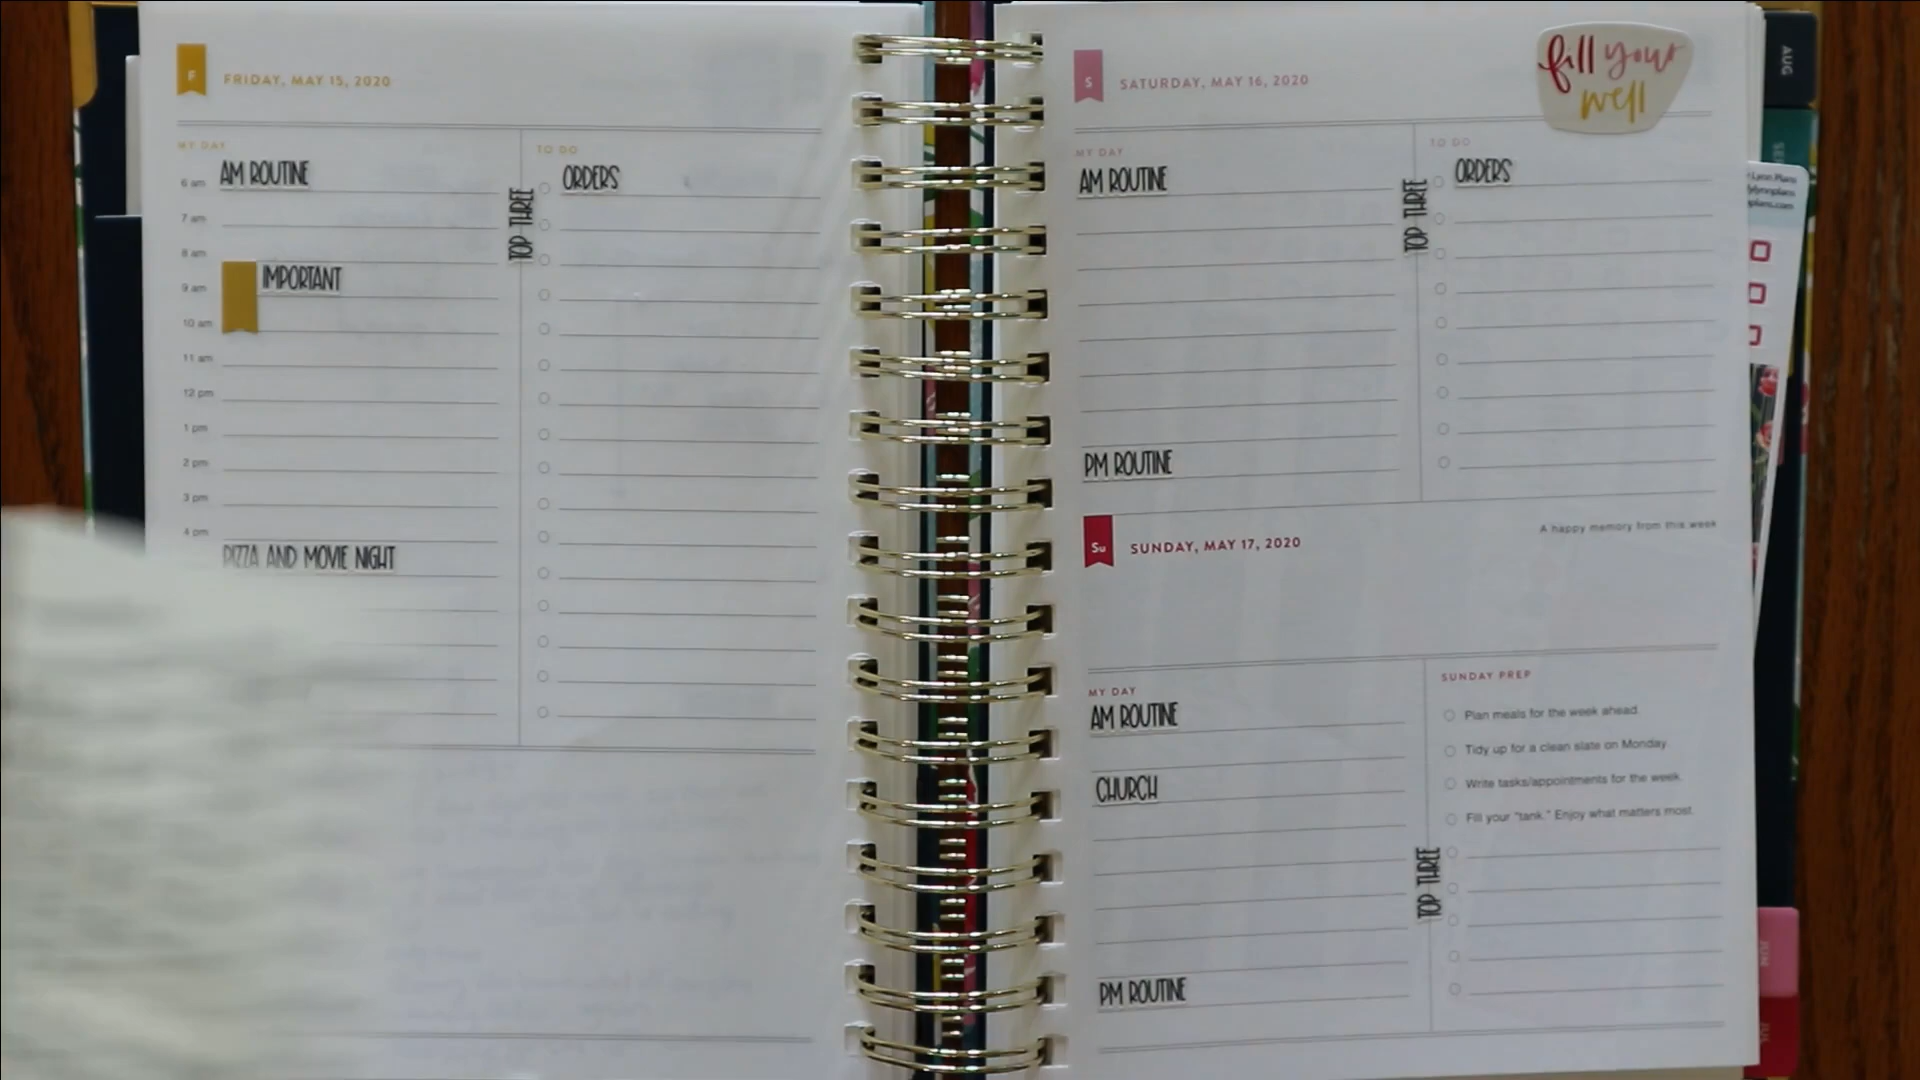 F
FRIDAY, MAY 15, 2020
MY DAY
TO DO
6 am
AM ROUTINE
7 am
8 am
9 am
IMPORTANT
10 am
11 am
12 pm
1 pm
2 pm
3 pm
4 pm
PIZZA AND MOVIE NIGHT
TOP THREE
ORDERS
S
SATURDAY, MAY 16, 2020
fill your
well
MY DAY
TO DO
AM ROUTINE
PM ROUTINE
TOP THREE
ORDERS
Su
SUNDAY, MAY 17, 2020
A happy memory from this week
MY DAY
AM ROUTINE
CHURCH
PM ROUTINE
SUNDAY PREP
Plan meals for the week ahead.
Tidy up for a clean slate on Monday.
Write tasks/appointments for the week.
Fill your "tank." Enjoy what matters most.
TOP THREE
AUG
Lynn Plans